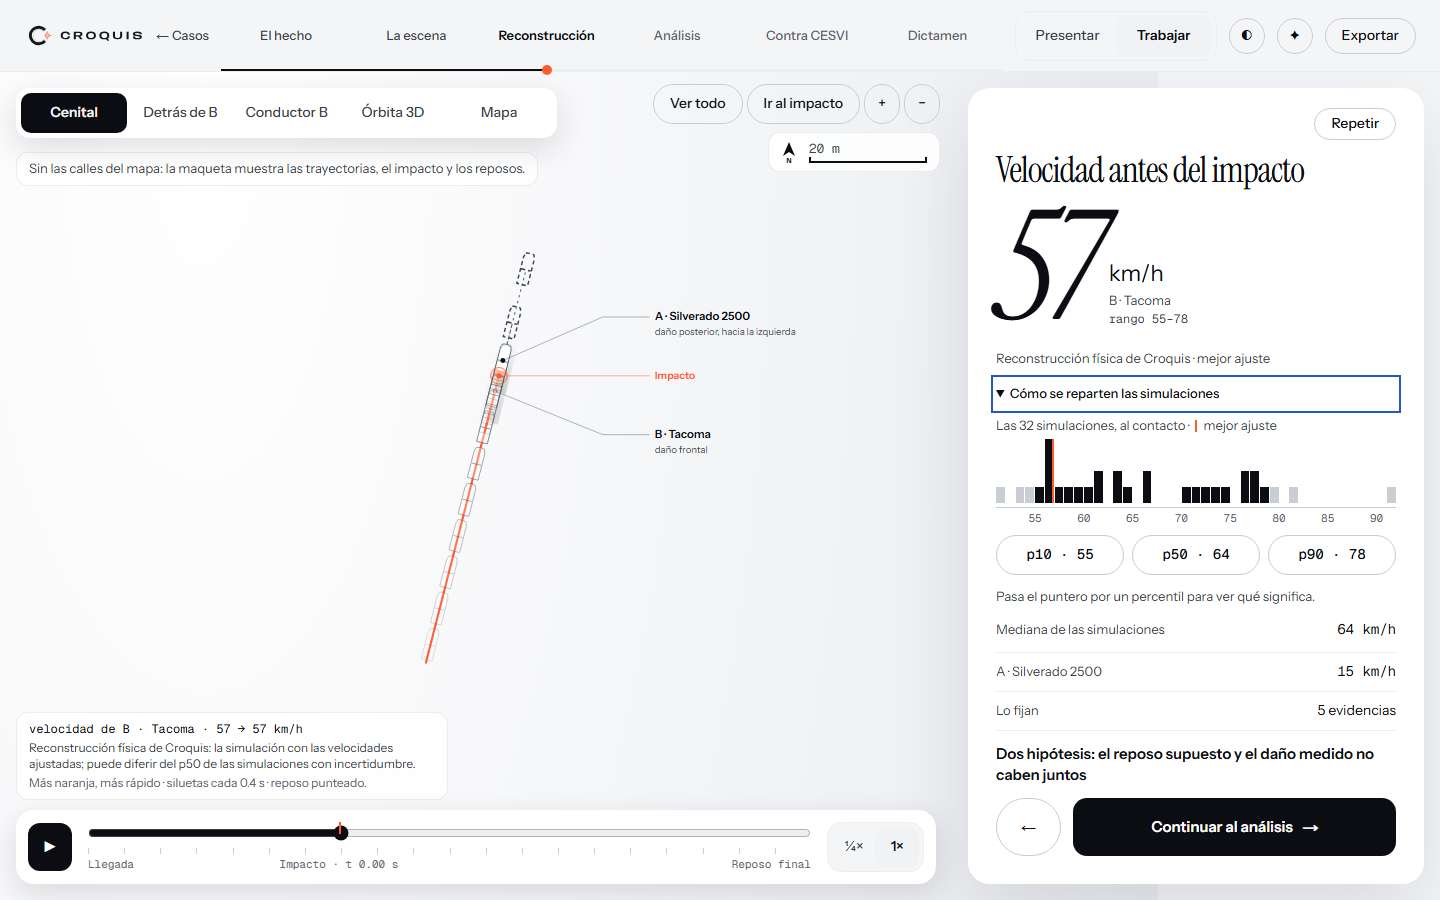 CROQUIS
← Casos
El hecho
La escena
Reconstrucción
Análisis
Contra CESVI
Dictamen
Presentar
Trabajar
Exportar
Cenital
Detrás de B
Conductor B
Órbita 3D
Mapa
Ver todo
Ir al impacto
+
−
N
20 m
Sin las calles del mapa: la maqueta muestra las trayectorias, el impacto y los reposos.
A · Silverado 2500
daño posterior, hacia la izquierda
Impacto
B · Tacoma
daño frontal
velocidad de B · Tacoma · 57 → 57 km/h
Reconstrucción física de Croquis: la simulación con las velocidades
ajustadas; puede diferir del p50 de las simulaciones con incertidumbre.
Más naranja, más rápido · siluetas cada 0.4 s · reposo punteado.
Llegada
Impacto · t 0.00 s
Reposo final
¼×
1×
Repetir
Velocidad antes del impacto
57
km/h
B · Tacoma
rango 55–78
Reconstrucción física de Croquis · mejor ajuste
▼ Cómo se reparten las simulaciones
Las 32 simulaciones, al contacto · | mejor ajuste
55 60 65 70 75 80 85 90
p10 · 55
p50 · 64
p90 · 78
Pasa el puntero por un percentil para ver qué significa.
Mediana de las simulaciones 64 km/h
A · Silverado 2500 15 km/h
Lo fijan 5 evidencias
Dos hipótesis: el reposo supuesto y el daño medido no
caben juntos
←
Continuar al análisis →